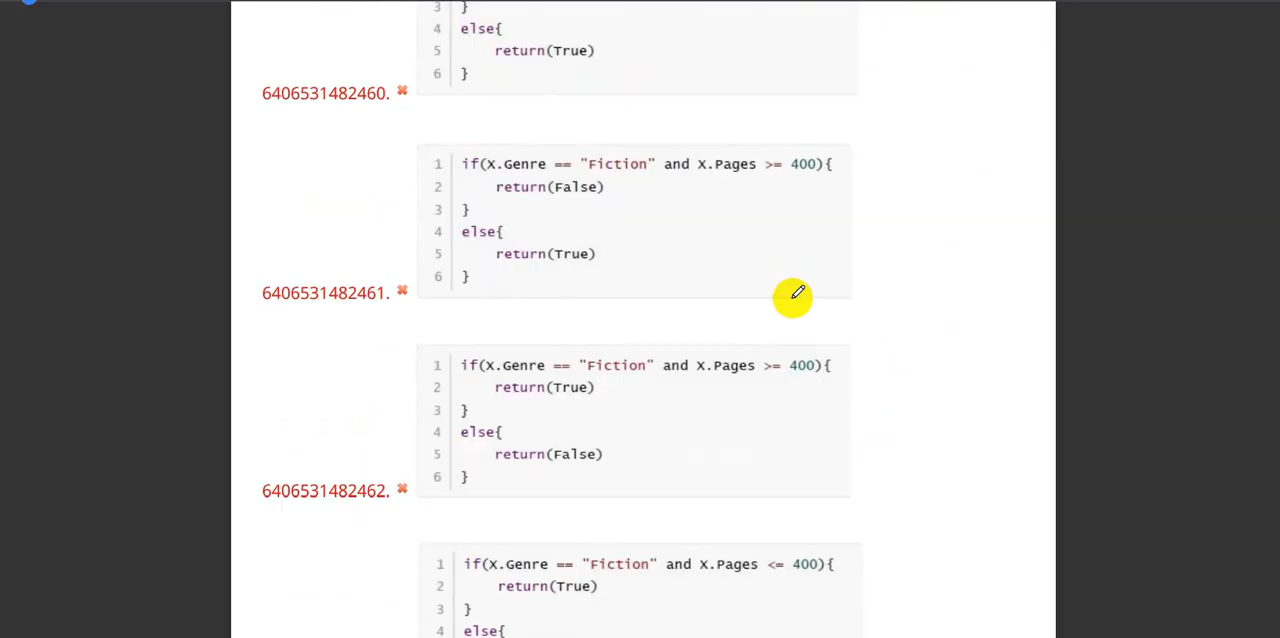 3 }
4 else{
5 return(True)
6 }
6406531482460.
1 if(X.Genre == "Fiction" and X.Pages >= 400){
2 return(False)
3 }
4 else{
5 return(True)
6 }
6406531482461.
1 if(X.Genre == "Fiction" and X.Pages >= 400){
2 return(True)
3 }
4 else{
5 return(False)
6 }
6406531482462.
1 if(X.Genre == "Fiction" and X.Pages <= 400){
2 return(True)
3 }
4 else{